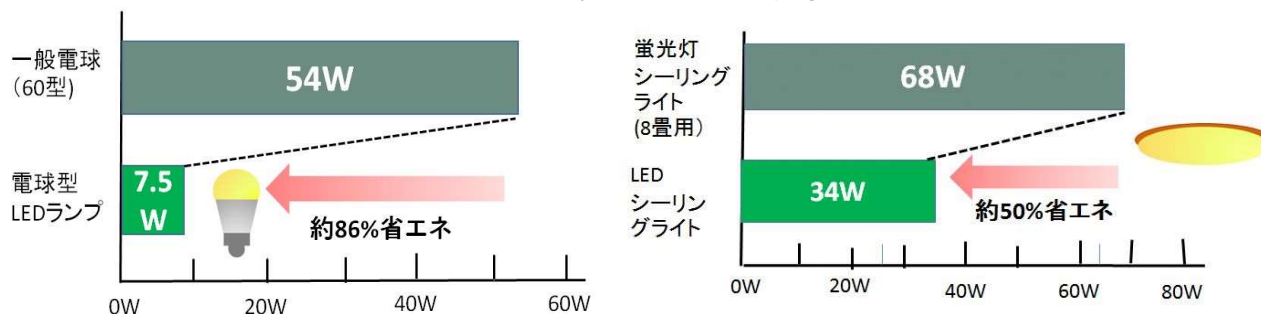 一般電球
(60型)
54W
電球型
LEDランプ
7.5
W
約86%省エネ
0W
20W
40W
60W
蛍光灯
シーリング
ライト
(8畳用)
68W
LED
シーリン
グライト
34W
約50%省エネ
0W
20W
40W
60W
80W